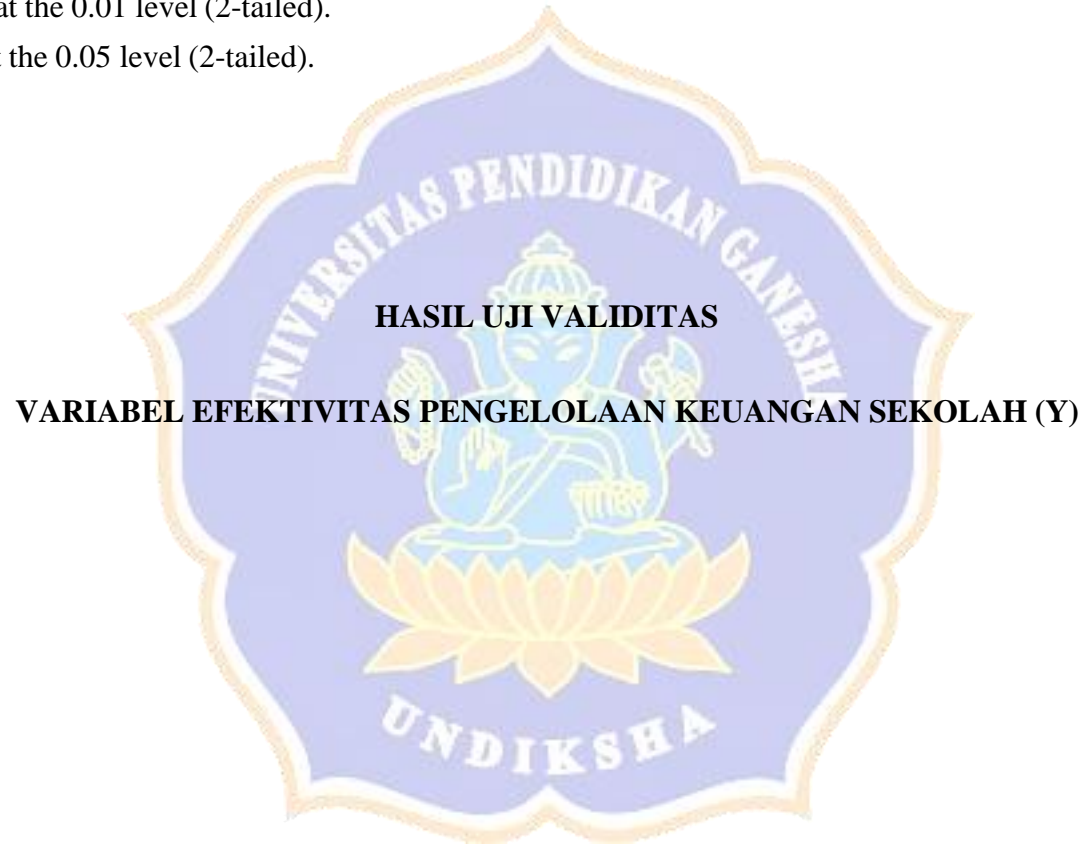 at the 0.01 level (2-tailed).
the 0.05 level (2-tailed).
UNIVERSITAS PENDIDIKAN GANESHA
HASIL UJI VALIDITAS
VARIABEL EFEKTIVITAS PENGELOLAAN KEUANGAN SEKOLAH (Y)
UNDIKSHA